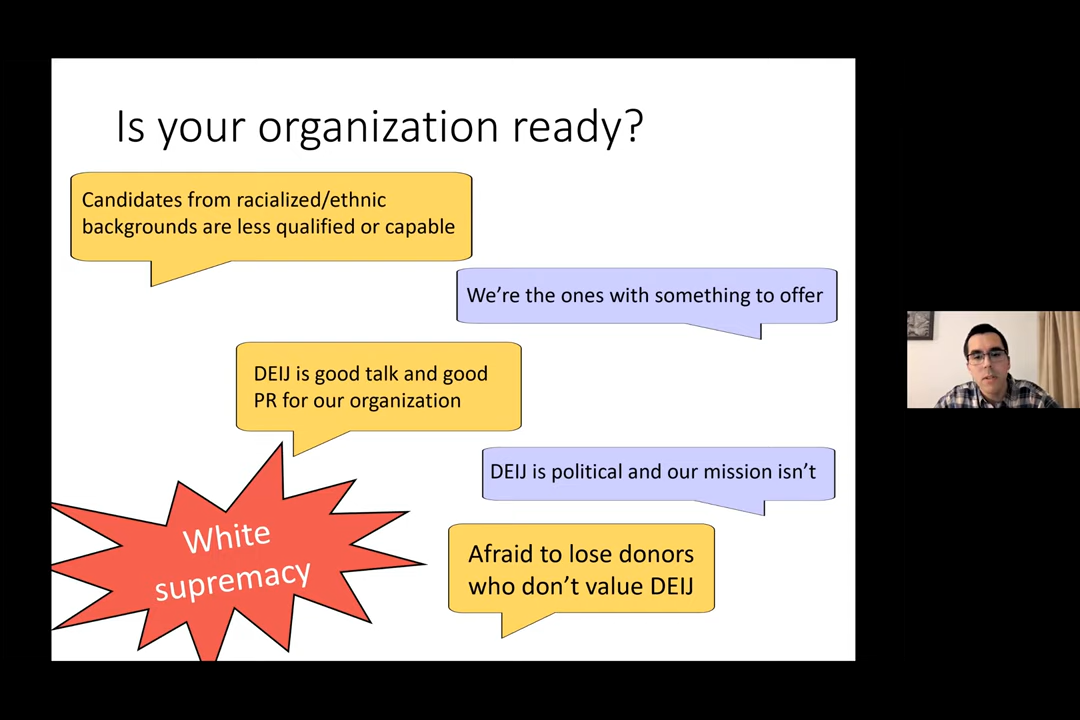 Is your organization ready?
Candidates from racialized/ethnic
backgrounds are less qualified or capable
We’re the ones with something to offer
DEIJ is good talk and good
PR for our organization
DEIJ is political and our mission isn’t
White
supremacy
Afraid to lose donors
who don’t value DEIJ